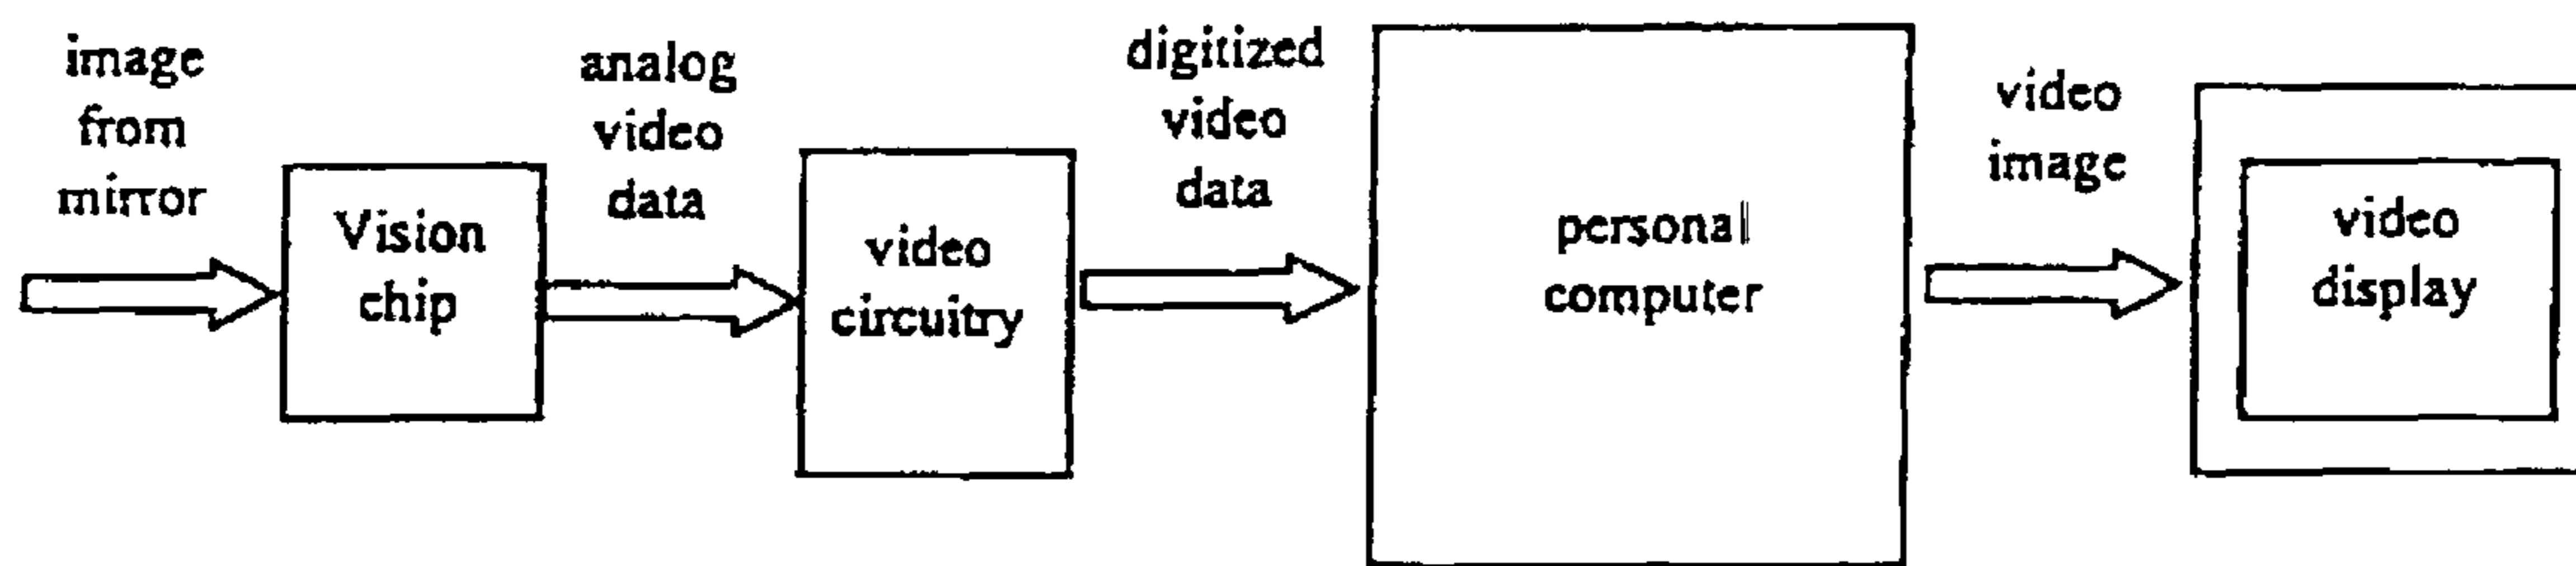 image
from
mirror
Vision
chip
analog
video
data
video
circuitry
digitized
video
data
personal
computer
video
image
video
display